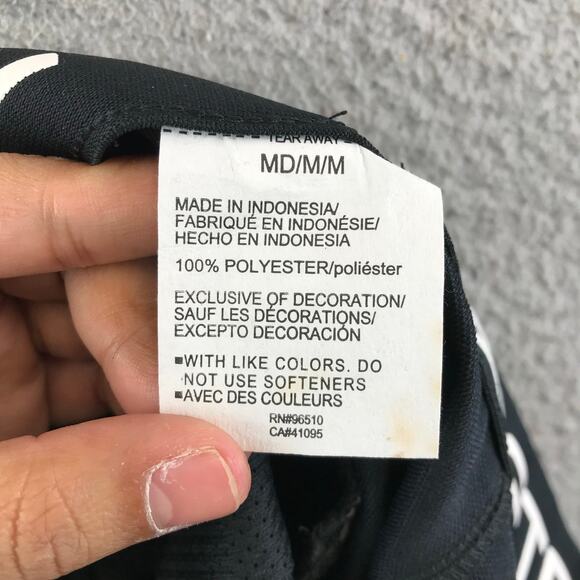 TEAR AWAY
MD/M/M
MADE IN INDONESIA/
FABRIQUÉ EN INDONÉSIE/
HECHO EN INDONESIA
100% POLYESTER/poliéster
EXCLUSIVE OF DECORATION/
SAUF LES DÉCORATIONS/
EXCEPTO DECORACIÓN
▪WITH LIKE COLORS. DO
NOT USE SOFTENERS
▪AVEC DES COULEURS
RN#96510
CA#41095